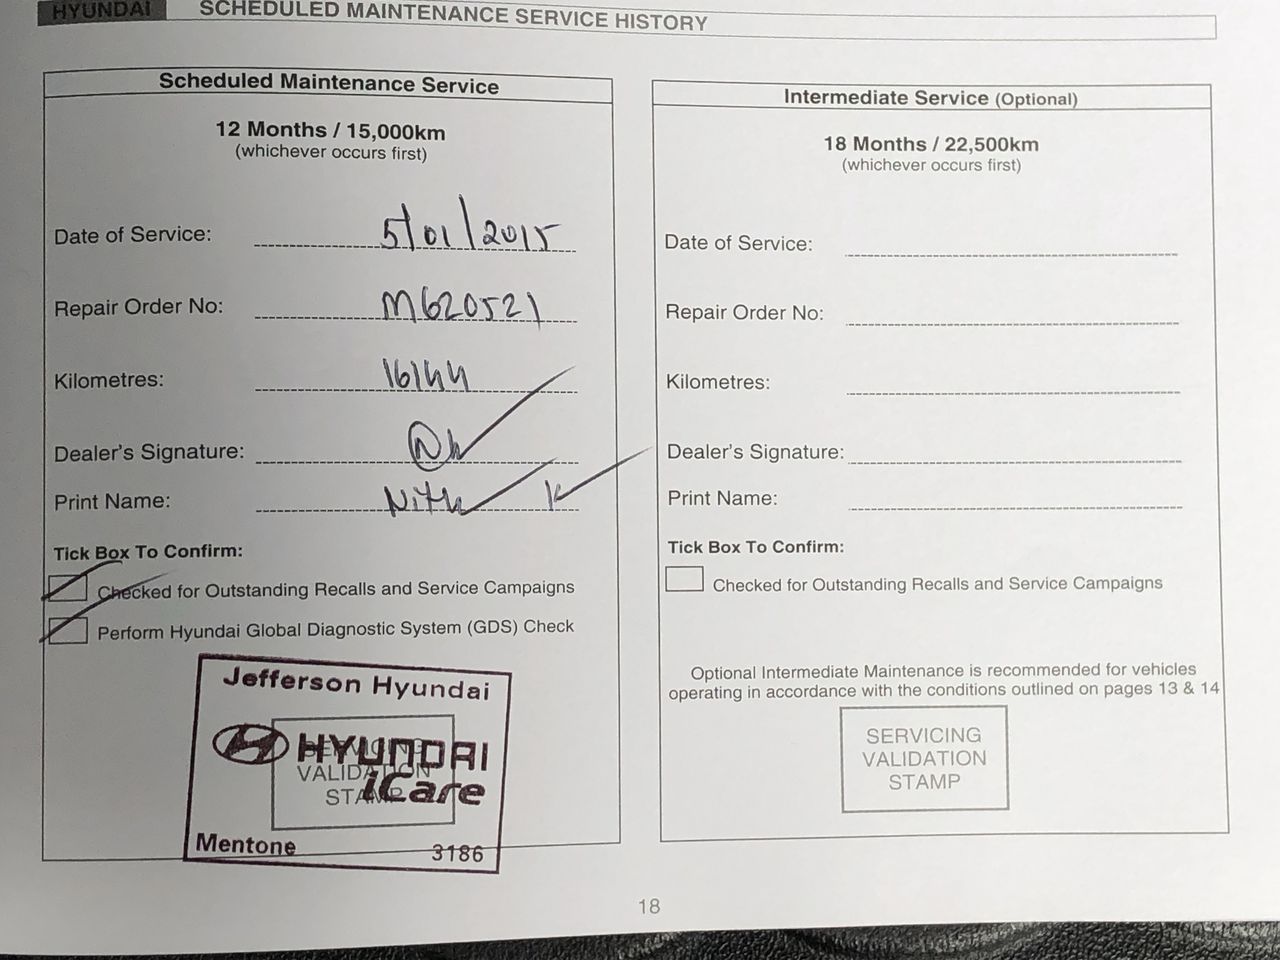 HYUNDAI SCHEDULED MAINTENANCE SERVICE HISTORY
Scheduled Maintenance Service
12 Months / 15,000km
(whichever occurs first)
Date of Service: 5/01/2015
Repair Order No: M620521
Kilometres: 16144
Dealer's Signature:
Print Name:
Tick Box To Confirm:
Checked for Outstanding Recalls and Service Campaigns
Perform Hyundai Global Diagnostic System (GDS) Check
Jefferson Hyundai
HYUNDAI
iCare
SERVICING
VALIDATION
STAMP
Mentone 3186
Intermediate Service (Optional)
18 Months / 22,500km
(whichever occurs first)
Date of Service:
Repair Order No:
Kilometres:
Dealer's Signature:
Print Name:
Tick Box To Confirm:
Checked for Outstanding Recalls and Service Campaigns
Optional Intermediate Maintenance is recommended for vehicles
operating in accordance with the conditions outlined on pages 13 & 14
SERVICING
VALIDATION
STAMP
18